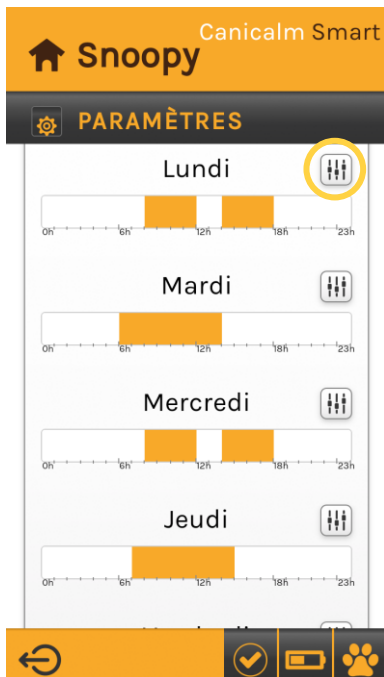 Canicalm Smart
Snoopy
PARAMÈTRES
Lundi
0h 6h 12h 18h 23h
Mardi
0h 6h 12h 18h 23h
Mercredi
0h 6h 12h 18h 23h
Jeudi
0h 6h 12h 18h 23h